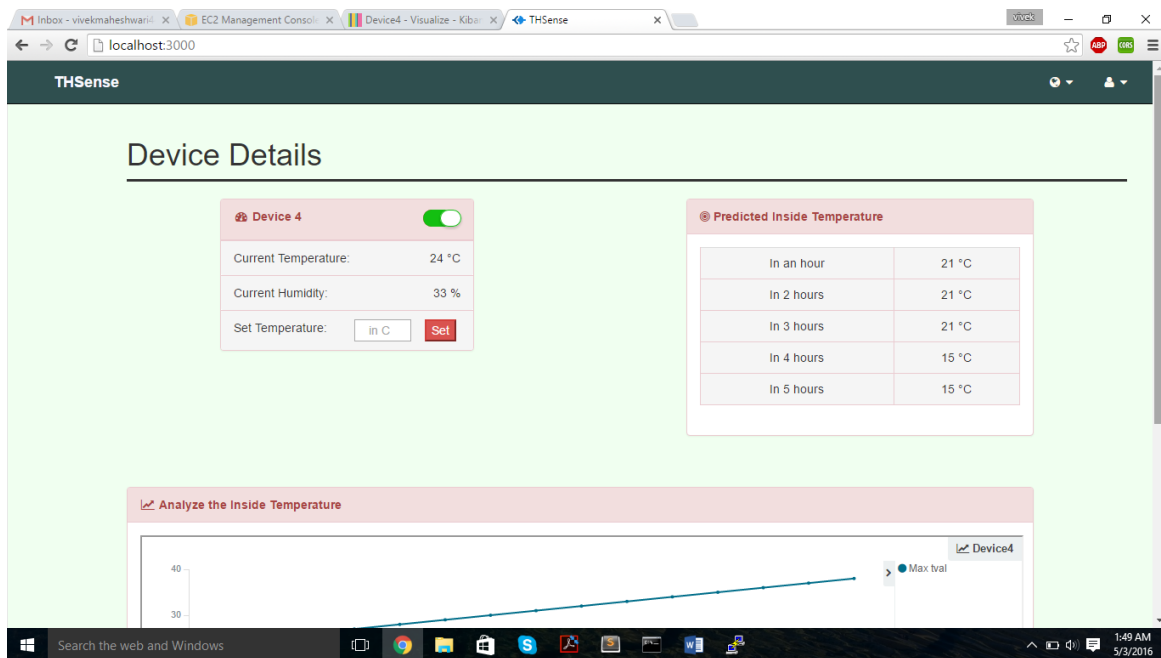 Inbox - vivekmaheshwari4
EC2 Management Consol
Device4 - Visualize - Kiba
THSense
vivek
localhost:3000
ABP
CORS
THSense
Device Details
Device 4
Current Temperature: 24 °C
Current Humidity: 33 %
Set Temperature: in C Set
Predicted Inside Temperature
In an hour 21 °C
In 2 hours 21 °C
In 3 hours 21 °C
In 4 hours 15 °C
In 5 hours 15 °C
Analyze the Inside Temperature
Device4
Max tval
40
30
Search the web and Windows
1:49 AM
5/3/2016